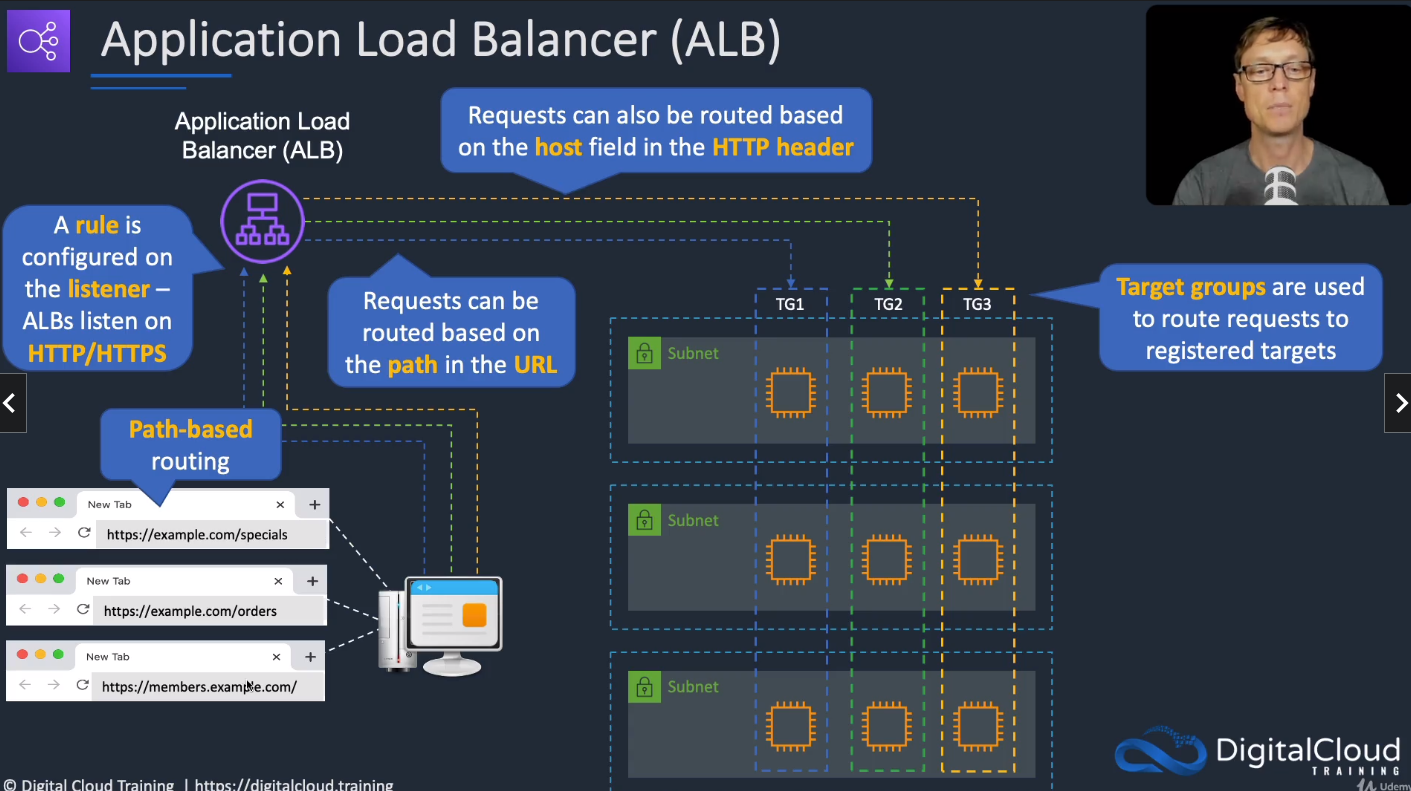 Application Load Balancer (ALB)
Application Load
Balancer (ALB)
Requests can also be routed based
on the host field in the HTTP header
A rule is
configured on
the listener –
ALBs listen on
HTTP/HTTPS
Requests can be
routed based on
the path in the URL
TG1
TG2
TG3
Target groups are used
to route requests to
registered targets
Subnet
Path-based
routing
New Tab
https://example.com/specials
Subnet
New Tab
https://example.com/orders
New Tab
https://members.example.com/
Subnet
DigitalCloud
TRAINING
© Digital Cloud Training | https://digitalcloud.training
Udemy